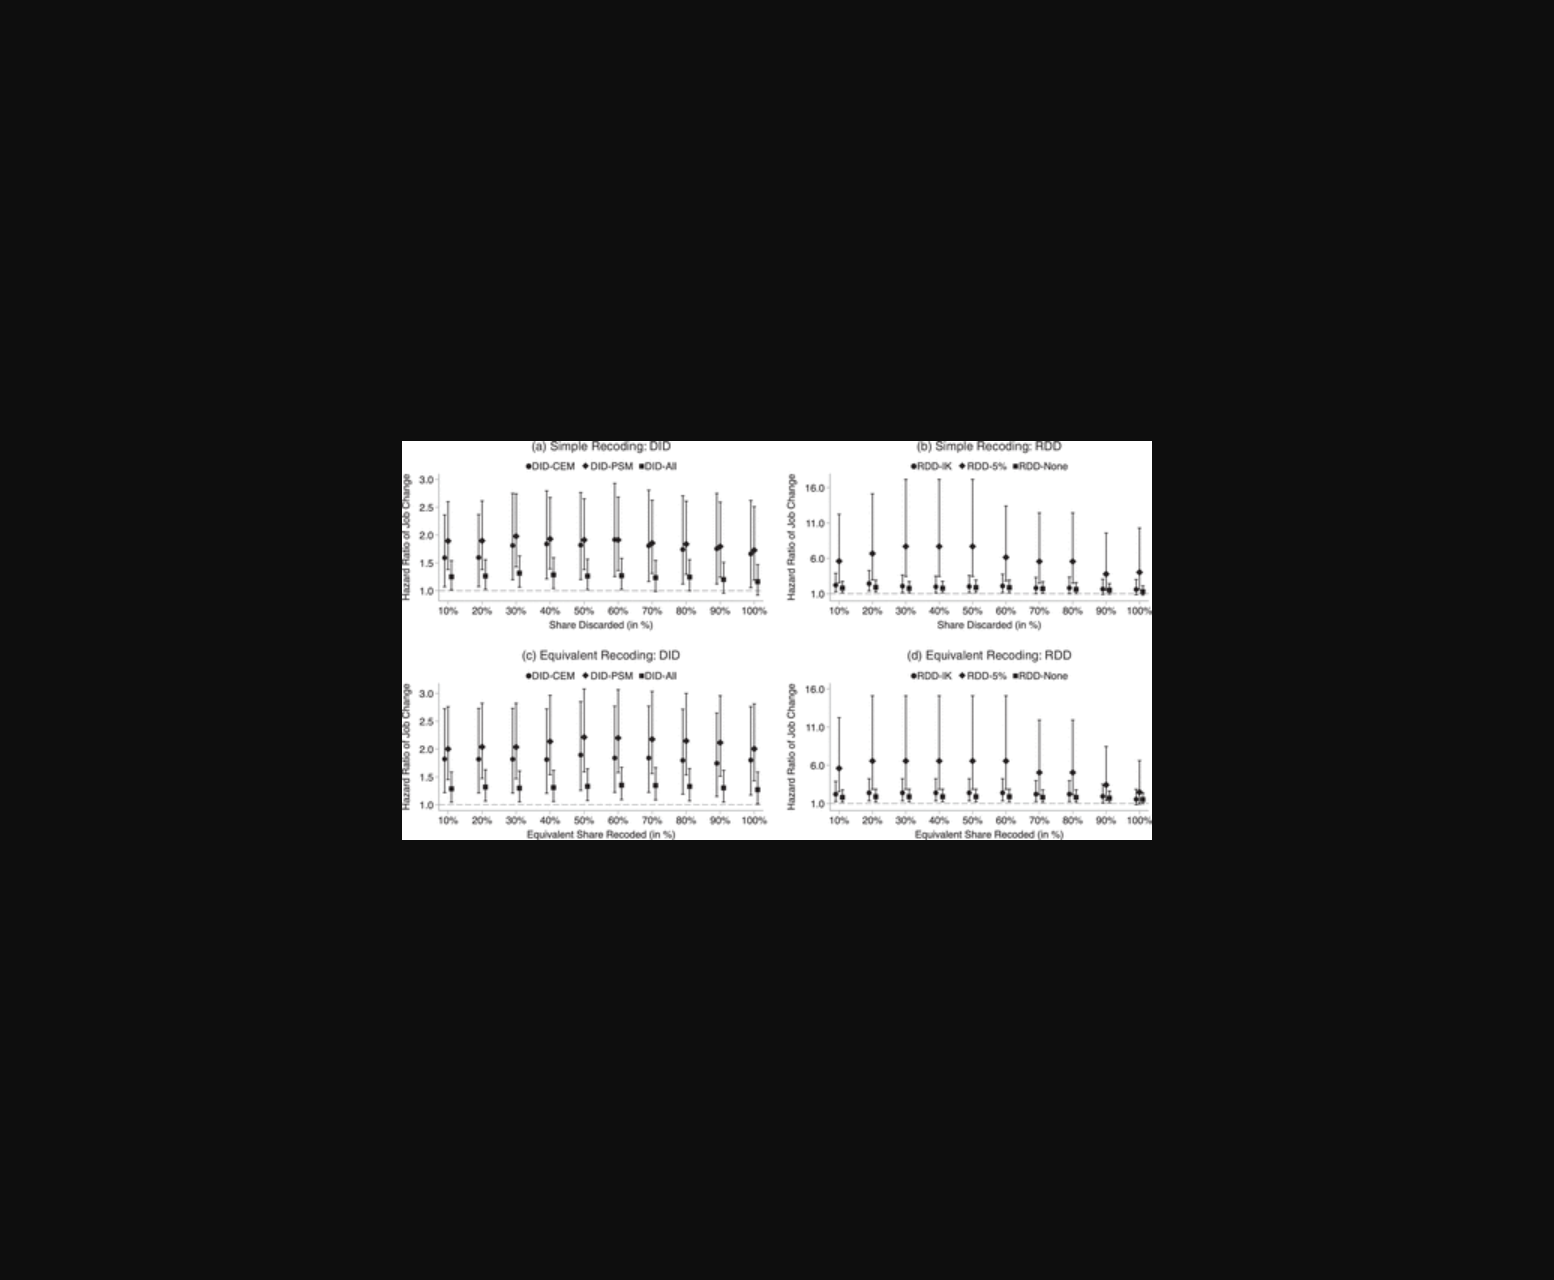 (a) Simple Recoding: DID
●DID-CEM ◆DID-PSM ■DID-All
Hazard Ratio of Job Change
3.0
2.5
2.0
1.5
1.0
10% 20% 30% 40% 50% 60% 70% 80% 90% 100%
Share Discarded (in %)
(b) Simple Recoding: RDD
●RDD-IK ◆RDD-5% ■RDD-None
Hazard Ratio of Job Change
16.0
11.0
6.0
1.0
10% 20% 30% 40% 50% 60% 70% 80% 90% 100%
Share Discarded (in %)
(c) Equivalent Recoding: DID
●DID-CEM ◆DID-PSM ■DID-All
Hazard Ratio of Job Change
3.0
2.5
2.0
1.5
1.0
10% 20% 30% 40% 50% 60% 70% 80% 90% 100%
Equivalent Share Recoded (in %)
(d) Equivalent Recoding: RDD
●RDD-IK ◆RDD-5% ■RDD-None
Hazard Ratio of Job Change
16.0
11.0
6.0
1.0
10% 20% 30% 40% 50% 60% 70% 80% 90% 100%
Equivalent Share Recoded (in %)